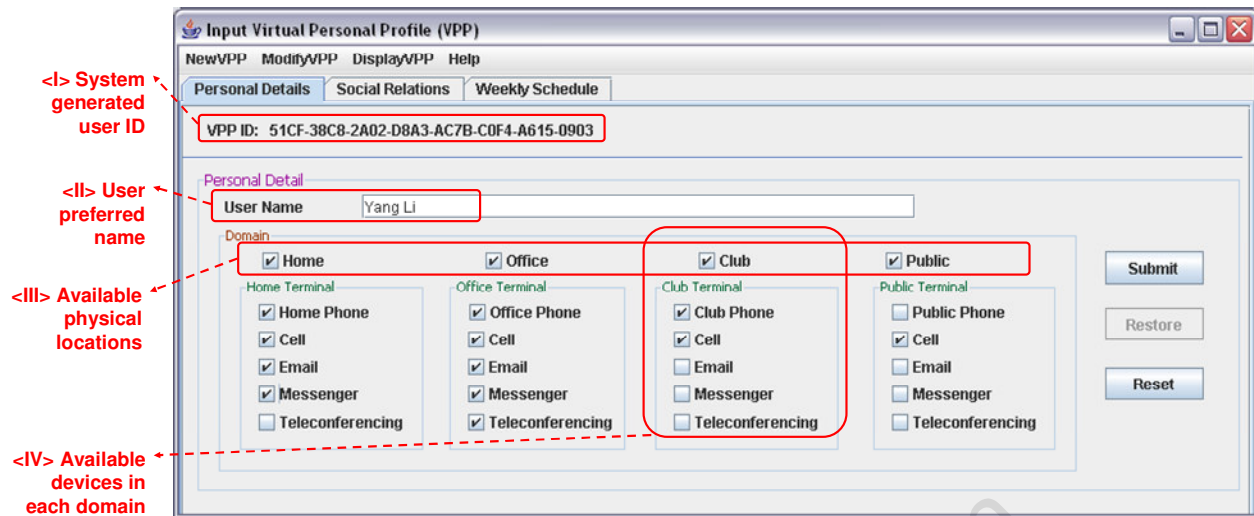 Input Virtual Personal Profile (VPP)
NewVPP ModifyVPP DisplayVPP Help
Personal Details Social Relations Weekly Schedule
<I> System
generated
user ID
VPP ID: 51CF-38C8-2A02-D8A3-AC7B-C0F4-A615-0903
Personal Detail
<II> User
preferred
name
User Name Yang Li
Domain
Home Office Club Public
Submit
<III> Available
physical
locations
Home Terminal Office Terminal Club Terminal Public Terminal
Home Phone Office Phone Club Phone Public Phone
Restore
Cell Cell Cell Cell
Email Email Email Email
Reset
Messenger Messenger Messenger Messenger
Teleconferencing Teleconferencing Teleconferencing Teleconferencing
<IV> Available
devices in
each domain